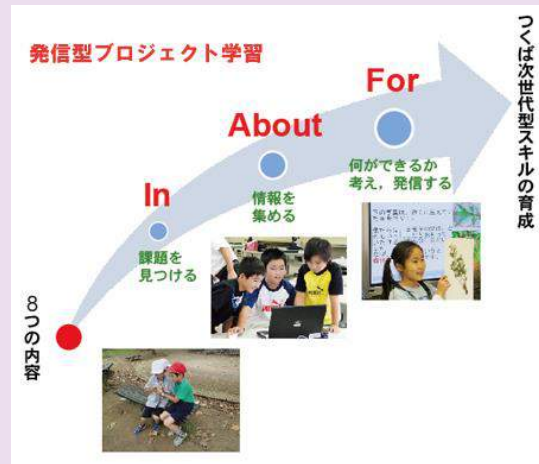 発信型プロジェクト学習
つくば次世代型スキルの育成
For
何ができるか
考え，発信する
About
情報を
集める
In
課題を
見つける
8つの内容